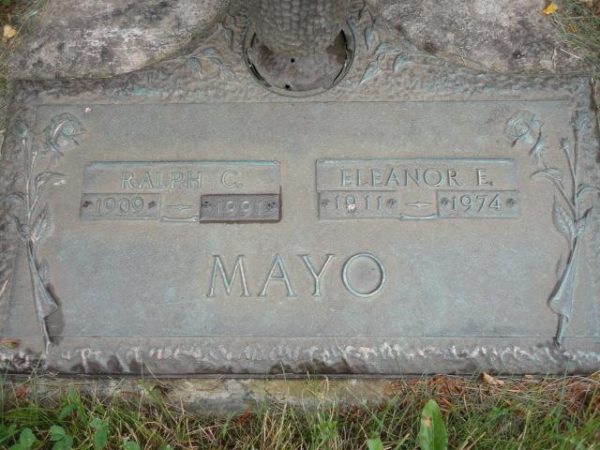 RALPH C.
1909 - 1991
ELEANOR E.
1911 - 1974
MAYO